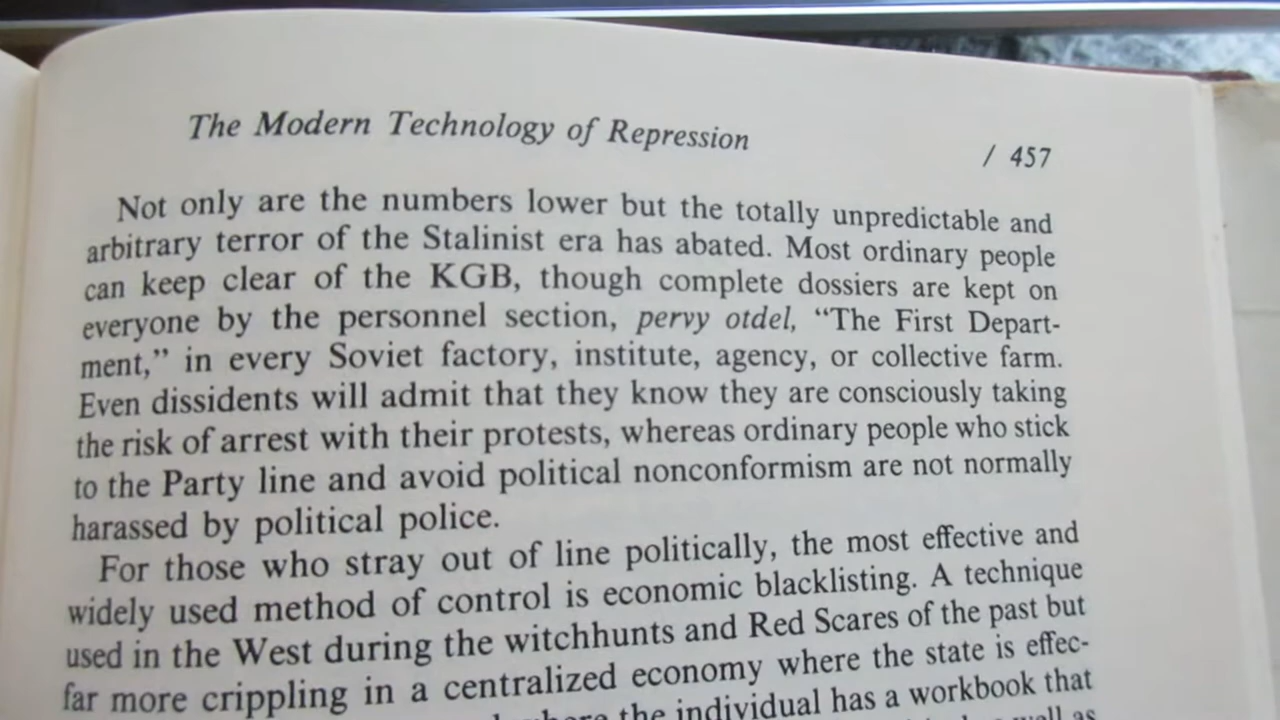 The Modern Technology of Repression / 457
Not only are the numbers lower but the totally unpredictable and
arbitrary terror of the Stalinist era has abated. Most ordinary people
can keep clear of the KGB, though complete dossiers are kept on
everyone by the personnel section, pervy otdel, “The First Depart-
ment,” in every Soviet factory, institute, agency, or collective farm.
Even dissidents will admit that they know they are consciously taking
the risk of arrest with their protests, whereas ordinary people who stick
to the Party line and avoid political nonconformism are not normally
harassed by political police.
For those who stray out of line politically, the most effective and
widely used method of control is economic blacklisting. A technique
used in the West during the witchhunts and Red Scares of the past but
far more crippling in a centralized economy where the state is effec-
the individual has a workbook that
well as